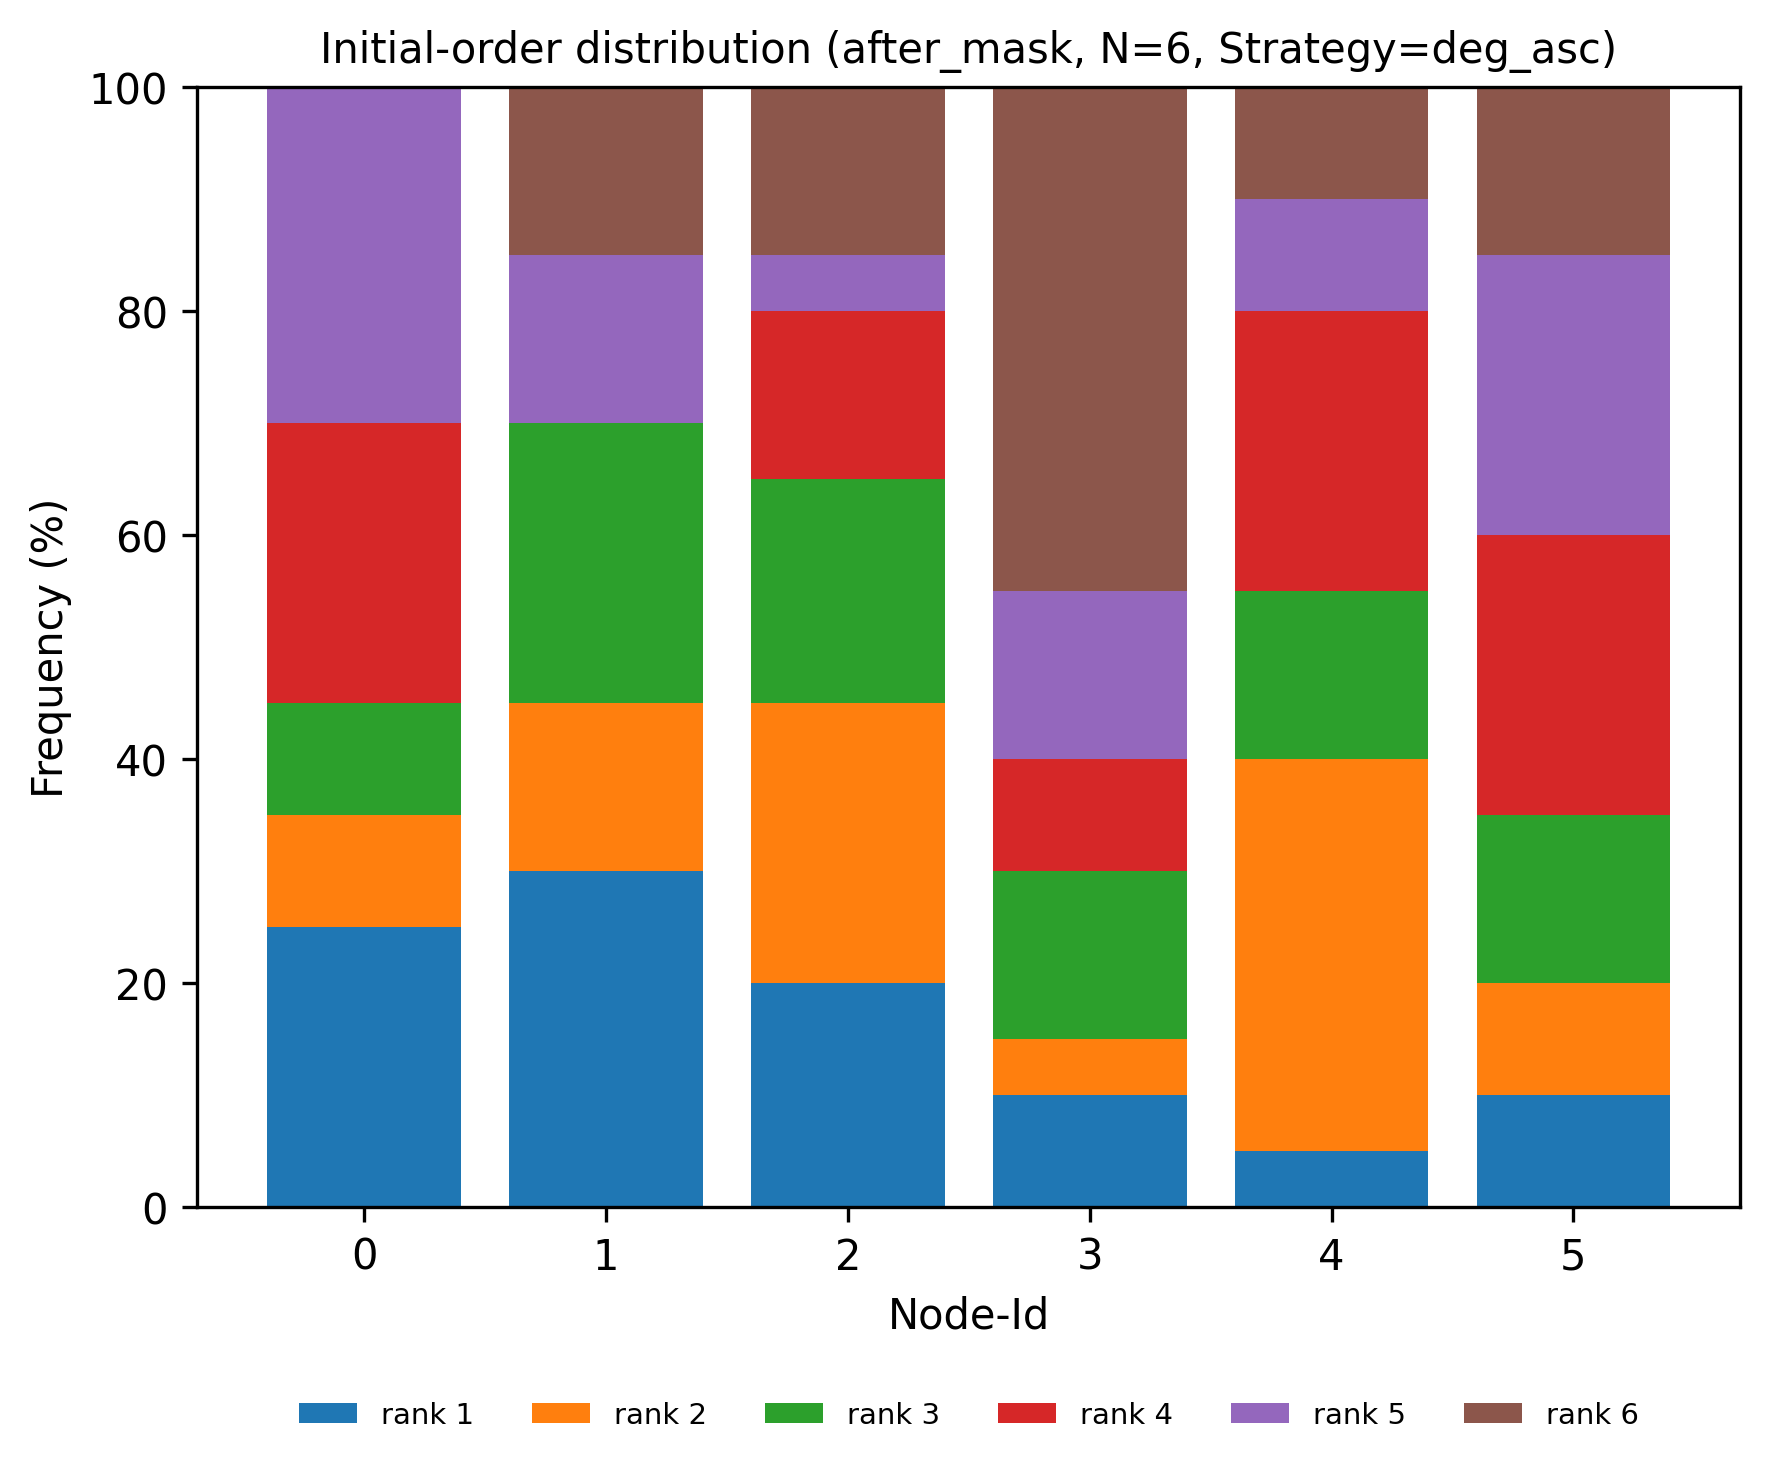 Initial-order distribution (after_mask, N=6, Strategy=deg_asc)
100
80
60
40
20
0
Frequency (%)
0 1 2 3 4 5
Node-Id
rank 1 rank 2 rank 3 rank 4 rank 5 rank 6